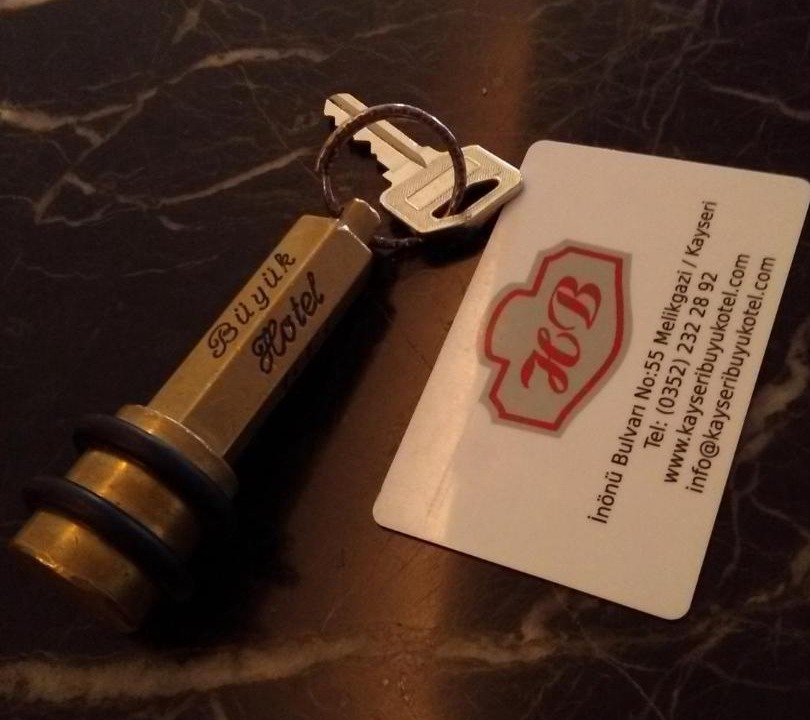 Büyük
Hotel
HB
İnönü Bulvarı No:55 Melikgazi / Kayseri
Tel: (0352) 232 28 92
www.kayseribuyukotel.com
info@kayseribuyukotel.com